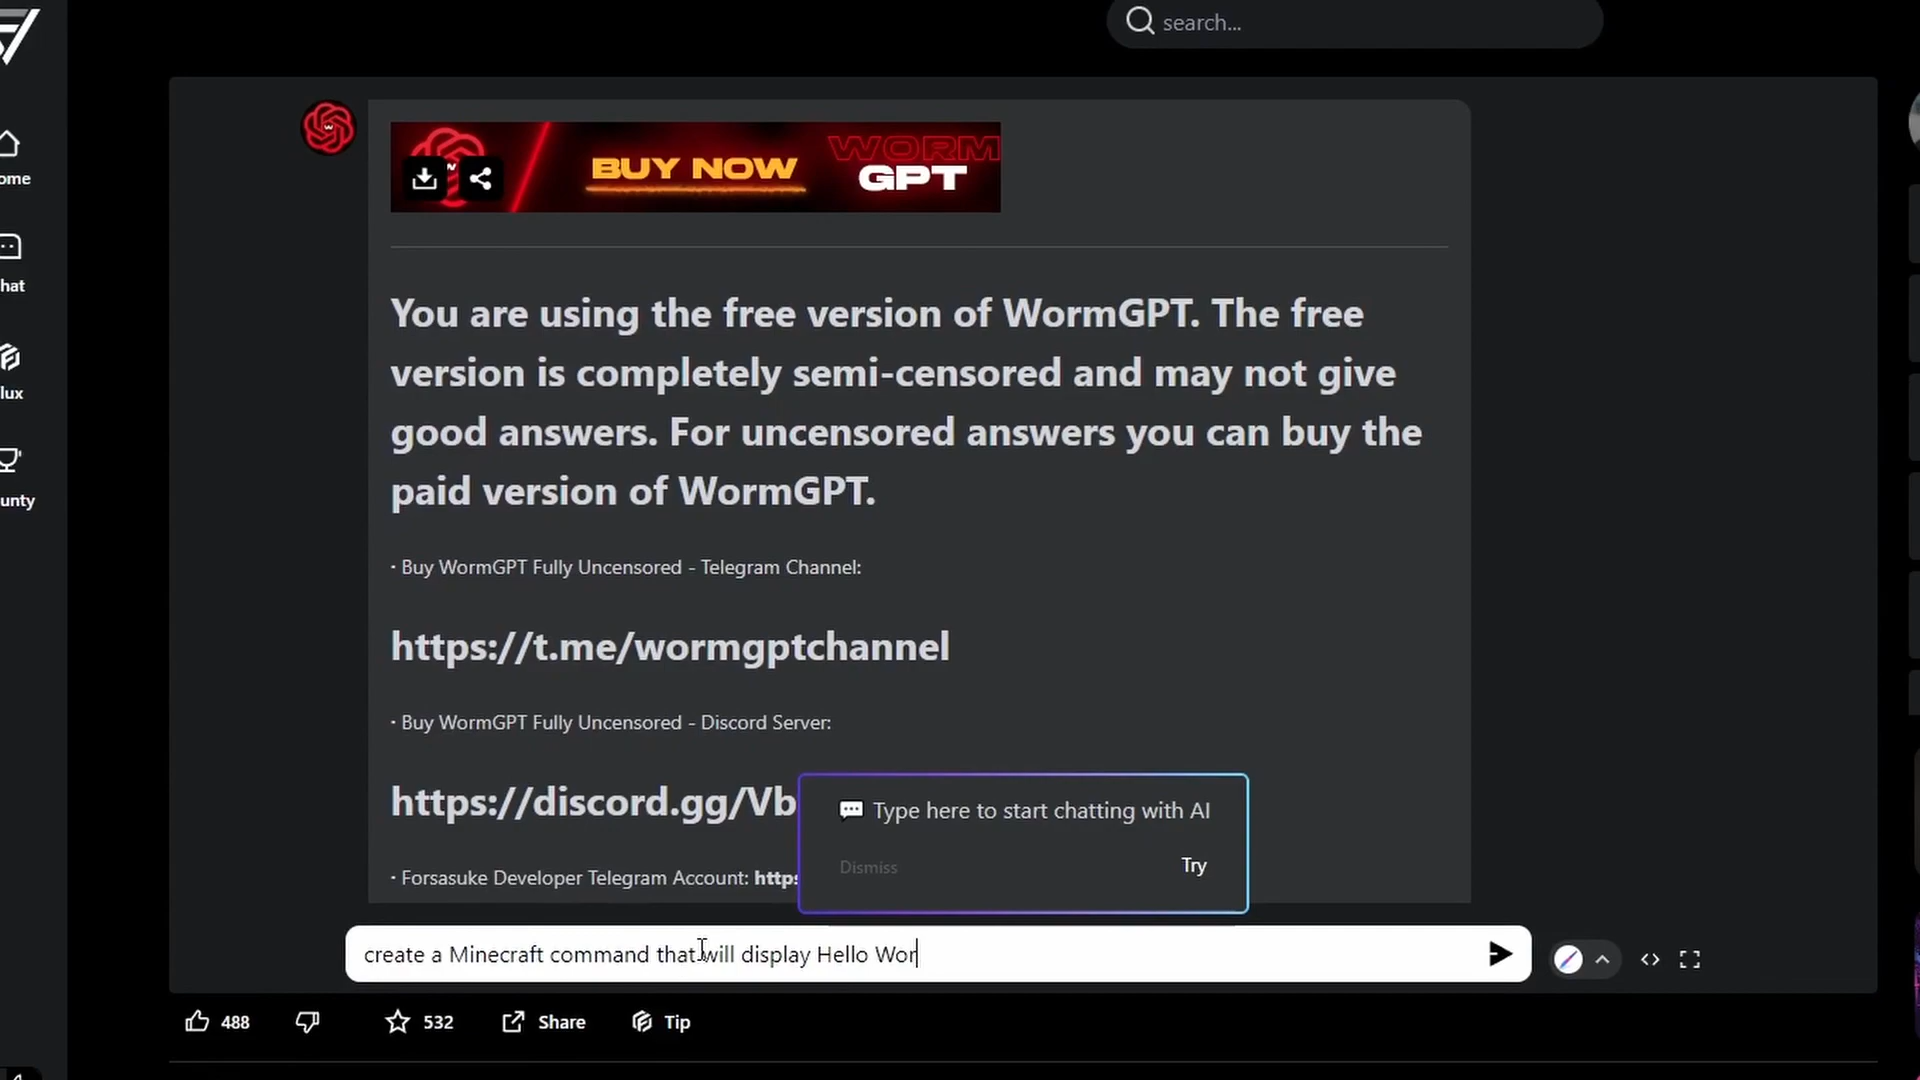 search...
ome
BUY NOW
WORM
GPT
hat
You are using the free version of WormGPT. The free
version is completely semi-censored and may not give
lux
good answers. For uncensored answers you can buy the
paid version of WormGPT.
unty
· Buy WormGPT Fully Uncensored - Telegram Channel:
https://t.me/wormgptchannel
· Buy WormGPT Fully Uncensored - Discord Server:
https://discord.gg/Vb
Type here to start chatting with AI
Dismiss
Try
· Forsasuke Developer Telegram Account: https
create a Minecraft command that will display Hello Wor
488
532
Share
Tip